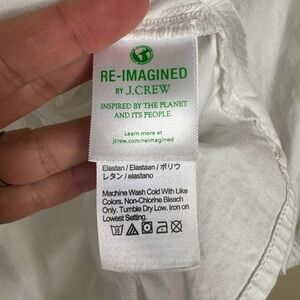 RE-IMAGINED
BY J.CREW
INSPIRED BY THE PLANET
AND ITS PEOPLE.
Learn more at
jcrew.com/reimagined
Elastan / Elastaan / ポリウ
レタン / elastano
Machine Wash Cold With Like
Colors. Non-Chlorine Bleach
Only. Tumble Dry Low. Iron on
Lowest Setting.